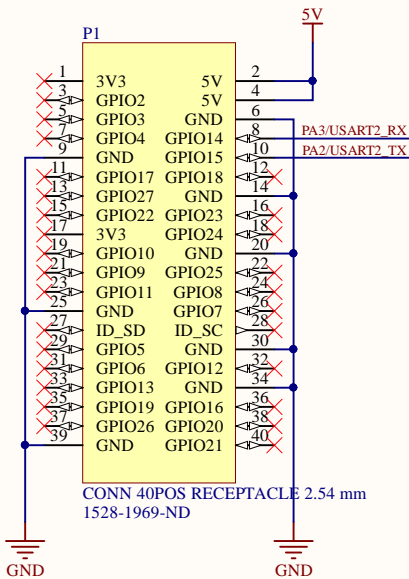 5V
P1
1 3V3 5V 2
3 GPIO2 5V 4
5 GPIO3 GND 6
7 GPIO4 GPIO14 8 PA3/USART2_RX
9 GND GPIO15 10 PA2/USART2_TX
11 GPIO17 GPIO18 12
13 GPIO27 GND 14
15 GPIO22 GPIO23 16
17 3V3 GPIO24 18
19 GPIO10 GND 20
21 GPIO9 GPIO25 22
23 GPIO11 GPIO8 24
25 GND GPIO7 26
27 ID_SD ID_SC 28
29 GPIO5 GND 30
31 GPIO6 GPIO12 32
33 GPIO13 GND 34
35 GPIO19 GPIO16 36
37 GPIO26 GPIO20 38
39 GND GPIO21 40
CONN 40POS RECEPTACLE 2.54 mm
1528-1969-ND
GND GND